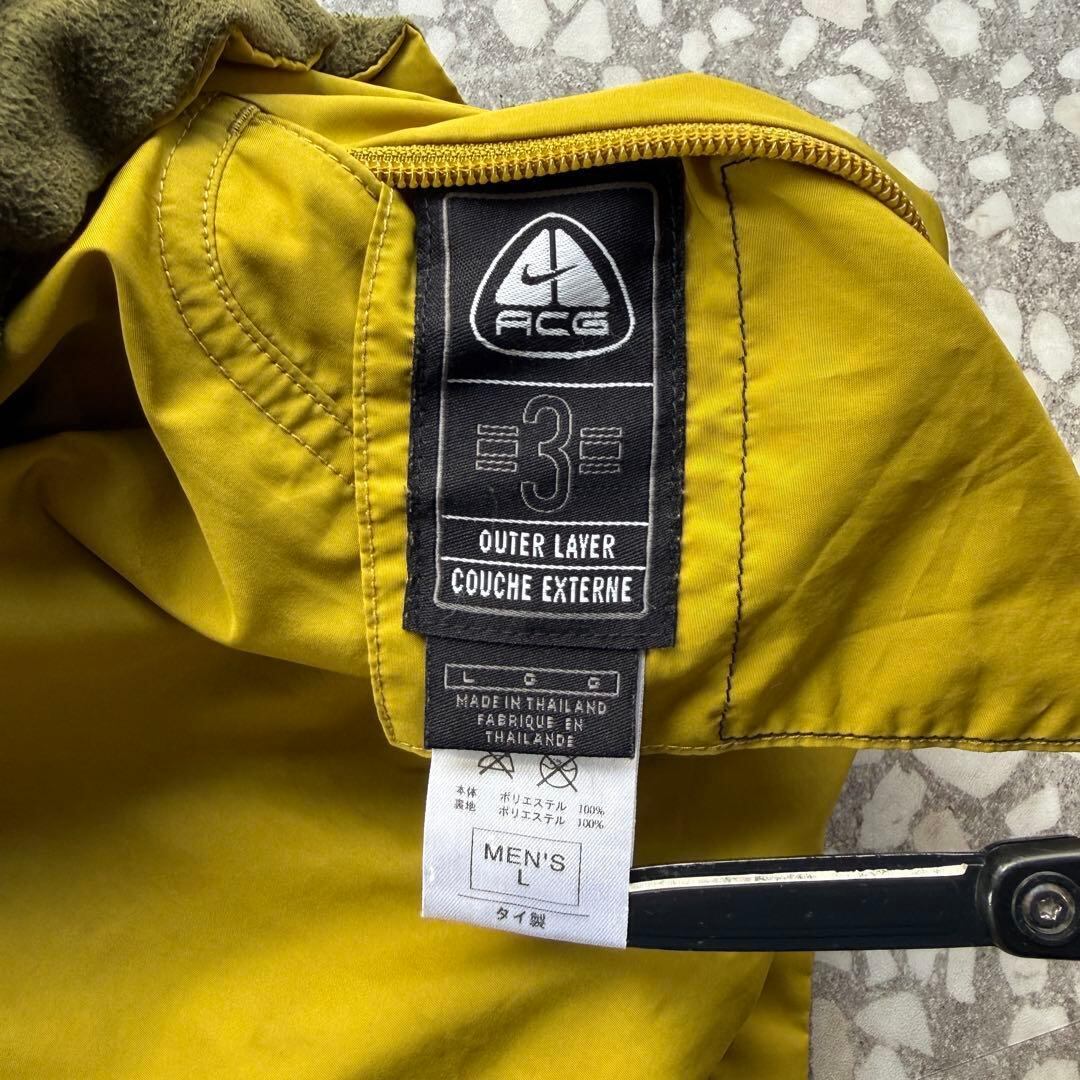 ACG
3
OUTER LAYER
COUCHE EXTERNE
L G G
MADE IN THAILAND
FABRIQUE EN
THAILANDE
本体 ポリエステル 100%
裏地 ポリエステル 100%
MEN'S
L
タイ製